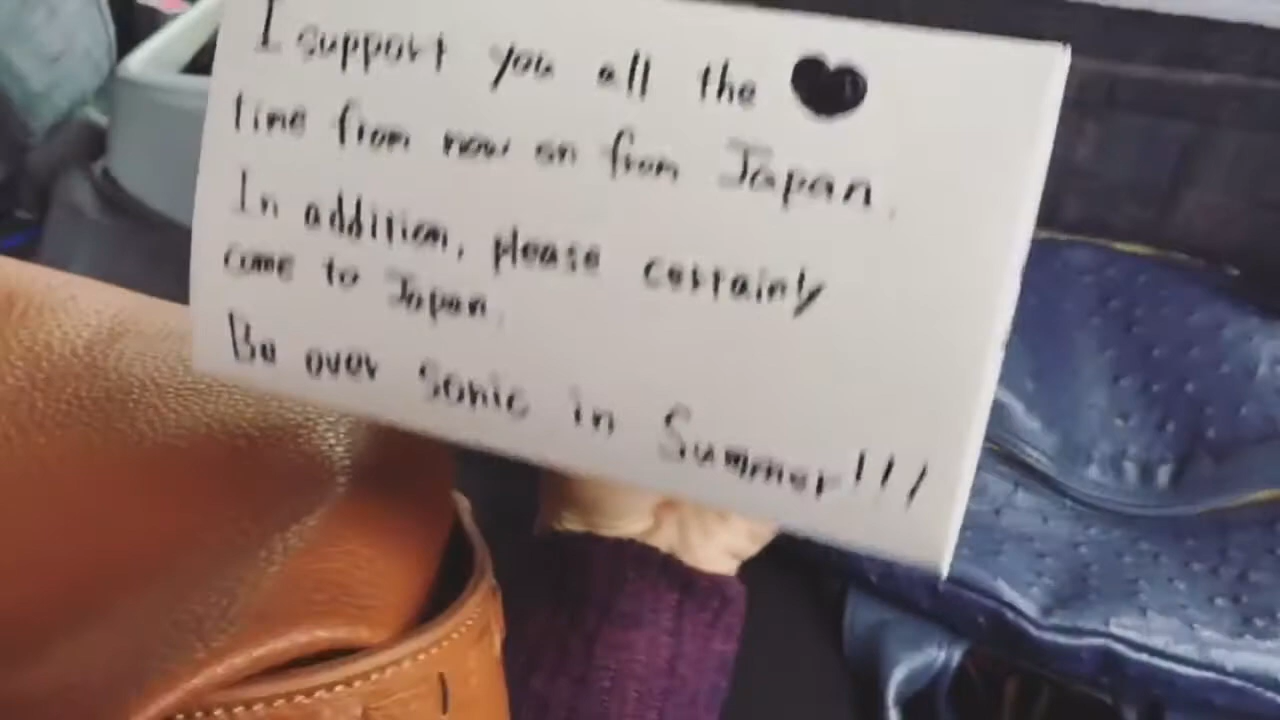 I support you all the ♥
time from now on from Japan.
In addition, please certainly
come to Japan.
Be over Sonic in Summer!!!